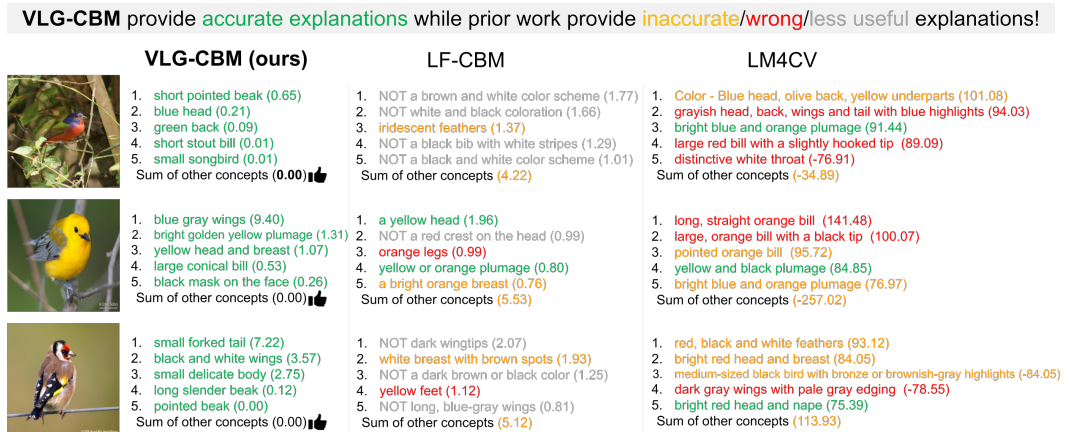 VLG-CBM provide accurate explanations while prior work provide inaccurate/wrong/less useful explanations!
VLG-CBM (ours)
1. short pointed beak (0.65)
2. blue head (0.21)
3. green back (0.09)
4. short stout bill (0.01)
5. small songbird (0.01)
Sum of other concepts (0.00)
LF-CBM
1. NOT a brown and white color scheme (1.77)
2. NOT white and black coloration (1.66)
3. iridescent feathers (1.37)
4. NOT a black bib with white stripes (1.29)
5. NOT a black and white color scheme (1.01)
Sum of other concepts (4.22)
LM4CV
1. Color - Blue head, olive back, yellow underparts (101.08)
2. grayish head, back, wings and tail with blue highlights (94.03)
3. bright blue and orange plumage (91.44)
4. large red bill with a slightly hooked tip (89.09)
5. distinctive white throat (-76.91)
Sum of other concepts (-34.89)
1. blue gray wings (9.40)
2. bright golden yellow plumage (1.31)
3. yellow head and breast (1.07)
4. large conical bill (0.53)
5. black mask on the face (0.26)
Sum of other concepts (0.00)
1. a yellow head (1.96)
2. NOT a red crest on the head (0.99)
3. orange legs (0.99)
4. yellow or orange plumage (0.80)
5. a bright orange breast (0.76)
Sum of other concepts (5.53)
1. long, straight orange bill (141.48)
2. large, orange bill with a black tip (100.07)
3. pointed orange bill (95.72)
4. yellow and black plumage (84.85)
5. bright blue and orange plumage (76.97)
Sum of other concepts (-257.02)
1. small forked tail (7.22)
2. black and white wings (3.57)
3. small delicate body (2.75)
4. long slender beak (0.12)
5. pointed beak (0.00)
Sum of other concepts (0.00)
1. NOT dark wingtips (2.07)
2. white breast with brown spots (1.93)
3. NOT a dark brown or black color (1.25)
4. yellow feet (1.12)
5. NOT long, blue-gray wings (0.81)
Sum of other concepts (5.12)
1. red, black and white feathers (93.12)
2. bright red head and breast (84.05)
3. medium-sized black bird with bronze or brownish-gray highlights (-84.05)
4. dark gray wings with pale gray edging (-78.55)
5. bright red head and nape (75.39)
Sum of other concepts (113.93)